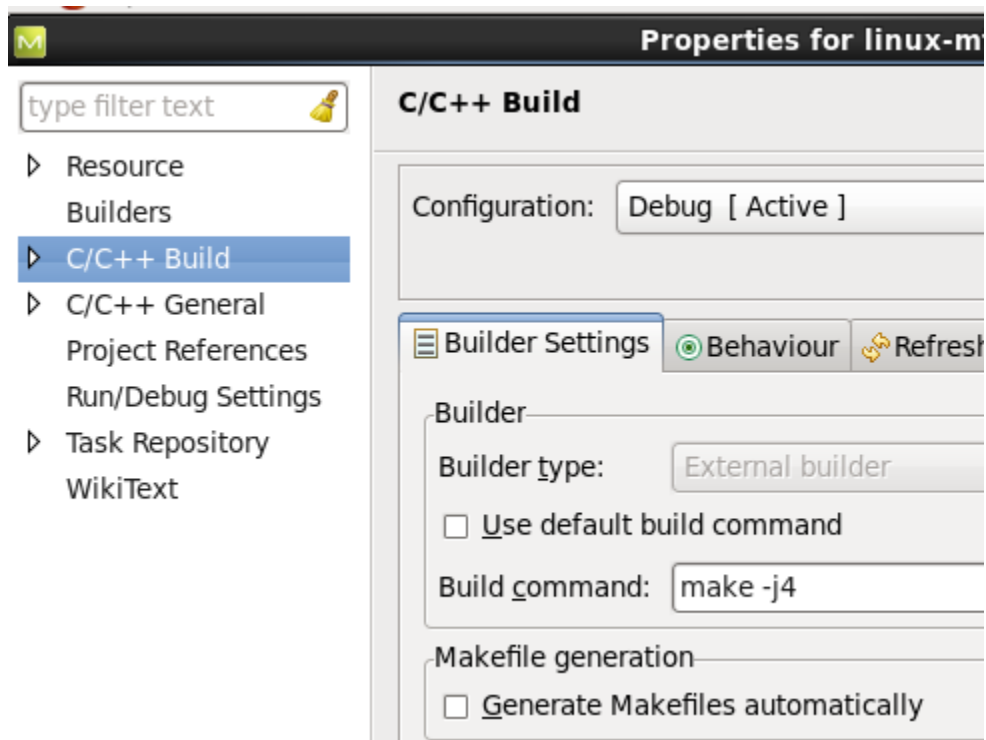 Properties for linux-m
type filter text
Resource
Builders
C/C++ Build
C/C++ General
Project References
Run/Debug Settings
Task Repository
WikiText
C/C++ Build
Configuration: Debug [ Active ]
Builder Settings Behaviour Refresh
Builder
Builder type: External builder
Use default build command
Build command: make -j4
Makefile generation
Generate Makefiles automatically